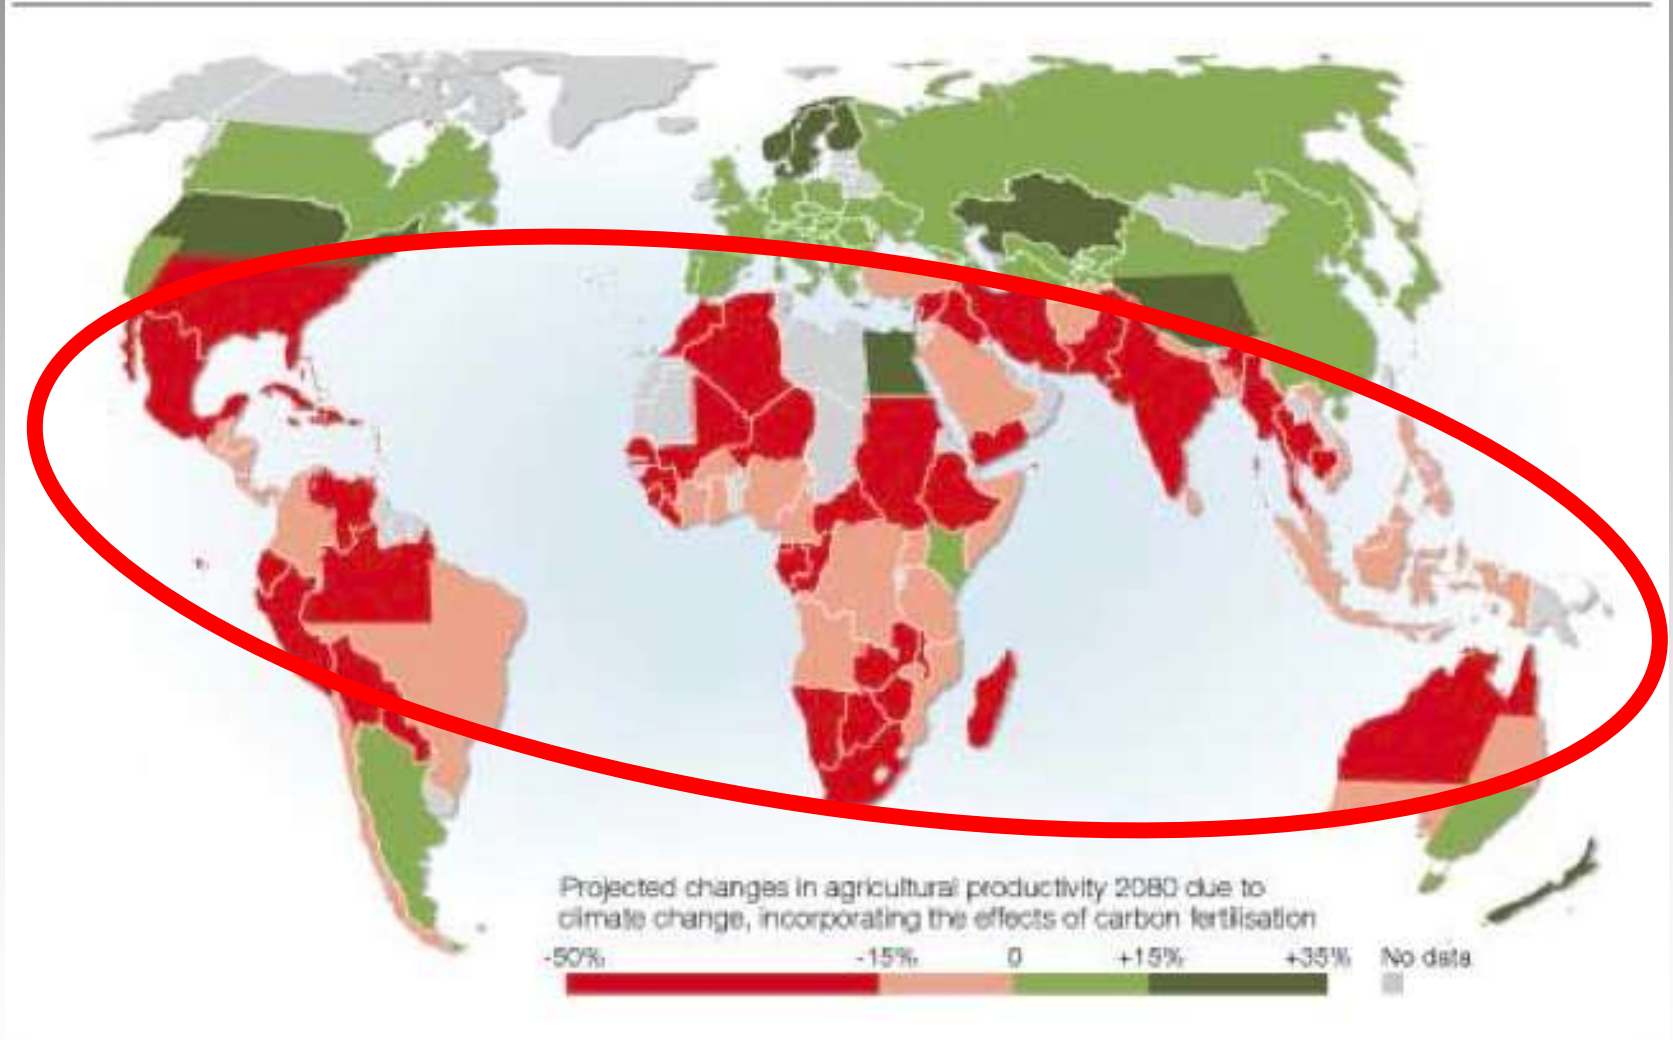 Projected changes in agricultural productivity 2080 due to
climate change, incorporating the effects of carbon fertilisation
-50% -15% 0 +15% +35% No data